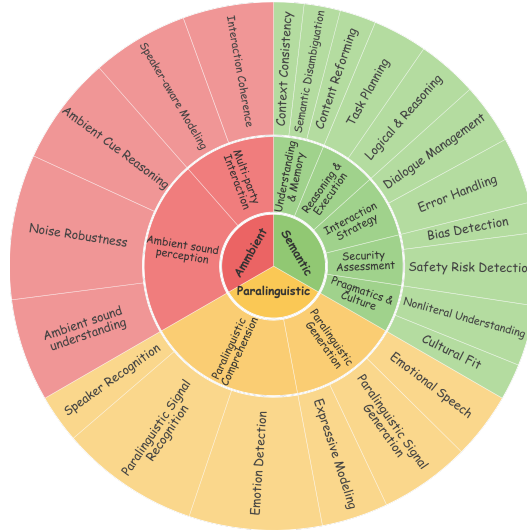 Ammbient
Semantic
Paralinguistic
Multi-party
Interaction
Ambient sound
perception
Understanding
& Memory
Reasoning &
Execution
Interaction
Strategy
Security
Assessment
Pragmatics &
Culture
Paralinguistic
Generation
Paralinguistic
Comprehension
Interaction Coherence
Speaker-aware Modeling
Ambient Cue Reasoning
Noise Robustness
Ambient sound
understanding
Context Consistency
Semantic Disambiguation
Content Reforming
Task Planning
Logical & Reasoning
Dialogue Management
Error Handling
Bias Detection
Safety Risk Detectio
Nonliteral Understanding
Cultural Fit
Emotional Speech
Paralinguistic Signal
Generation
Expressive Modeling
Emotion Detection
Paralinguistic Signal
Recognition
Speaker Recognition